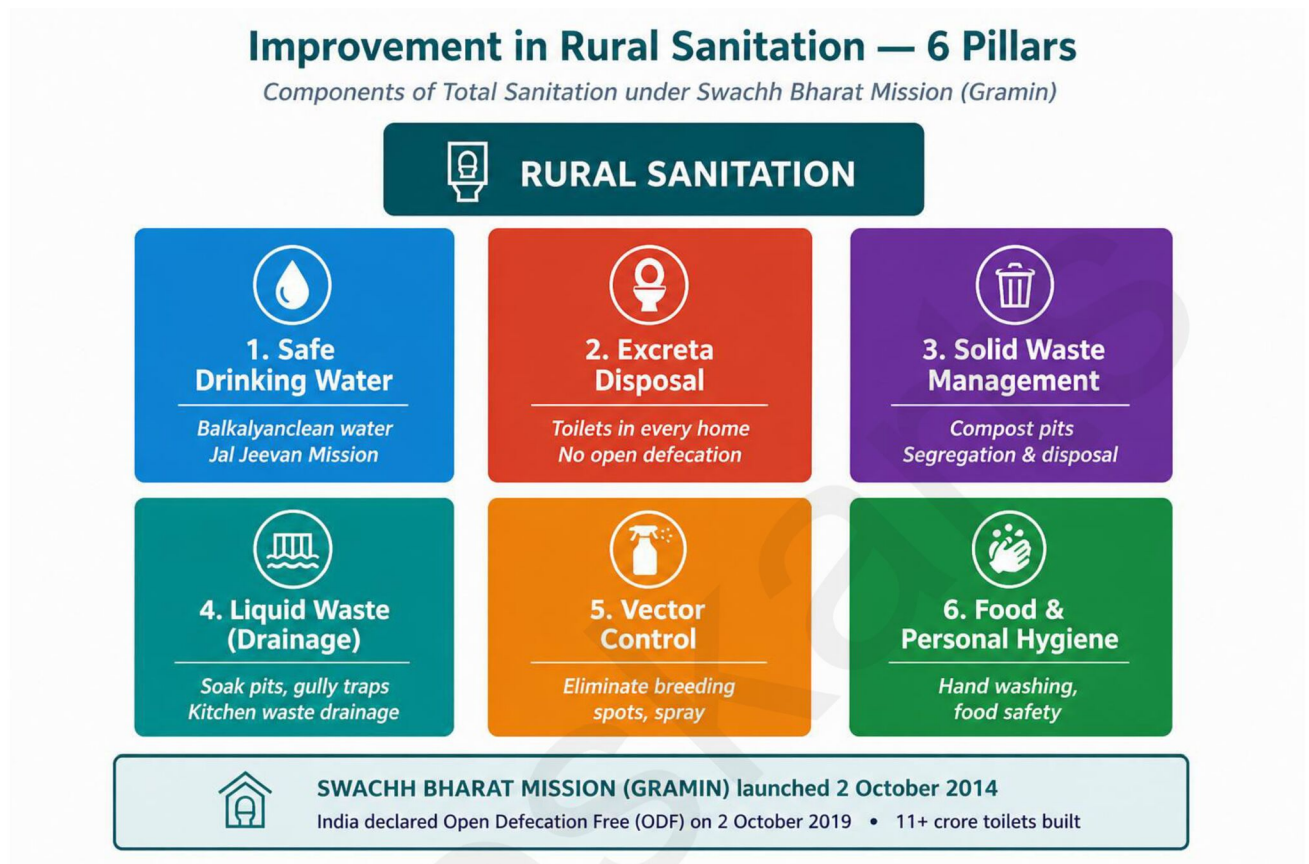 Improvement in Rural Sanitation — 6 Pillars
Components of Total Sanitation under Swachh Bharat Mission (Gramin)
RURAL SANITATION
1. Safe
Drinking Water
Balkalyanclean water
Jal Jeevan Mission
2. Excreta
Disposal
Toilets in every home
No open defecation
3. Solid Waste
Management
Compost pits
Segregation & disposal
4. Liquid Waste
(Drainage)
Soak pits, gully traps
Kitchen waste drainage
5. Vector
Control
Eliminate breeding
spots, spray
6. Food &
Personal Hygiene
Hand washing,
food safety
SWACHH BHARAT MISSION (GRAMIN) launched 2 October 2014
India declared Open Defecation Free (ODF) on 2 October 2019 • 11+ crore toilets built